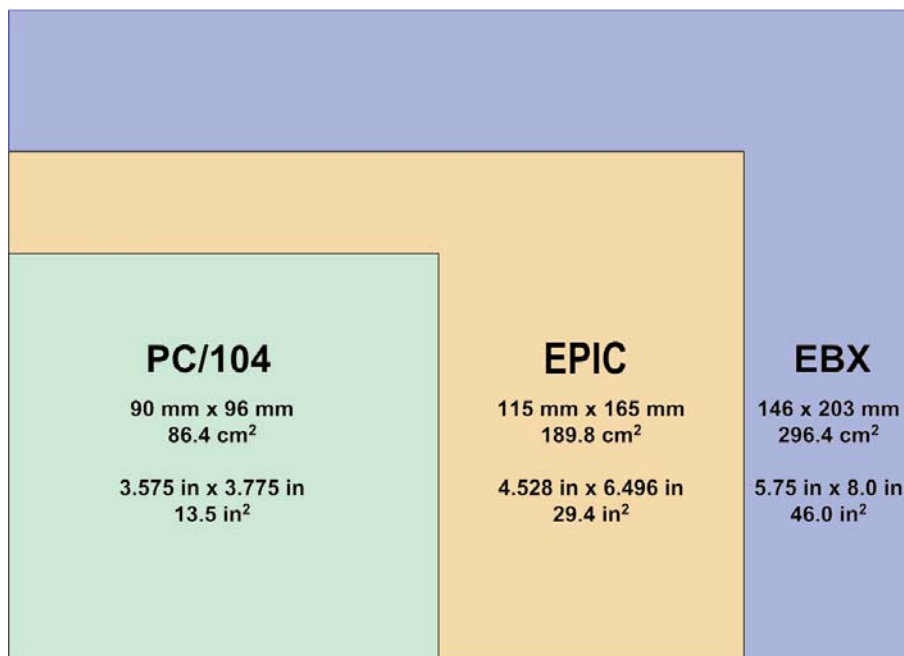 PC/104
90 mm x 96 mm
86.4 cm²
3.575 in x 3.775 in
13.5 in²
EPIC
115 mm x 165 mm
189.8 cm²
4.528 in x 6.496 in
29.4 in²
EBX
146 x 203 mm
296.4 cm²
5.75 in x 8.0 in
46.0 in²